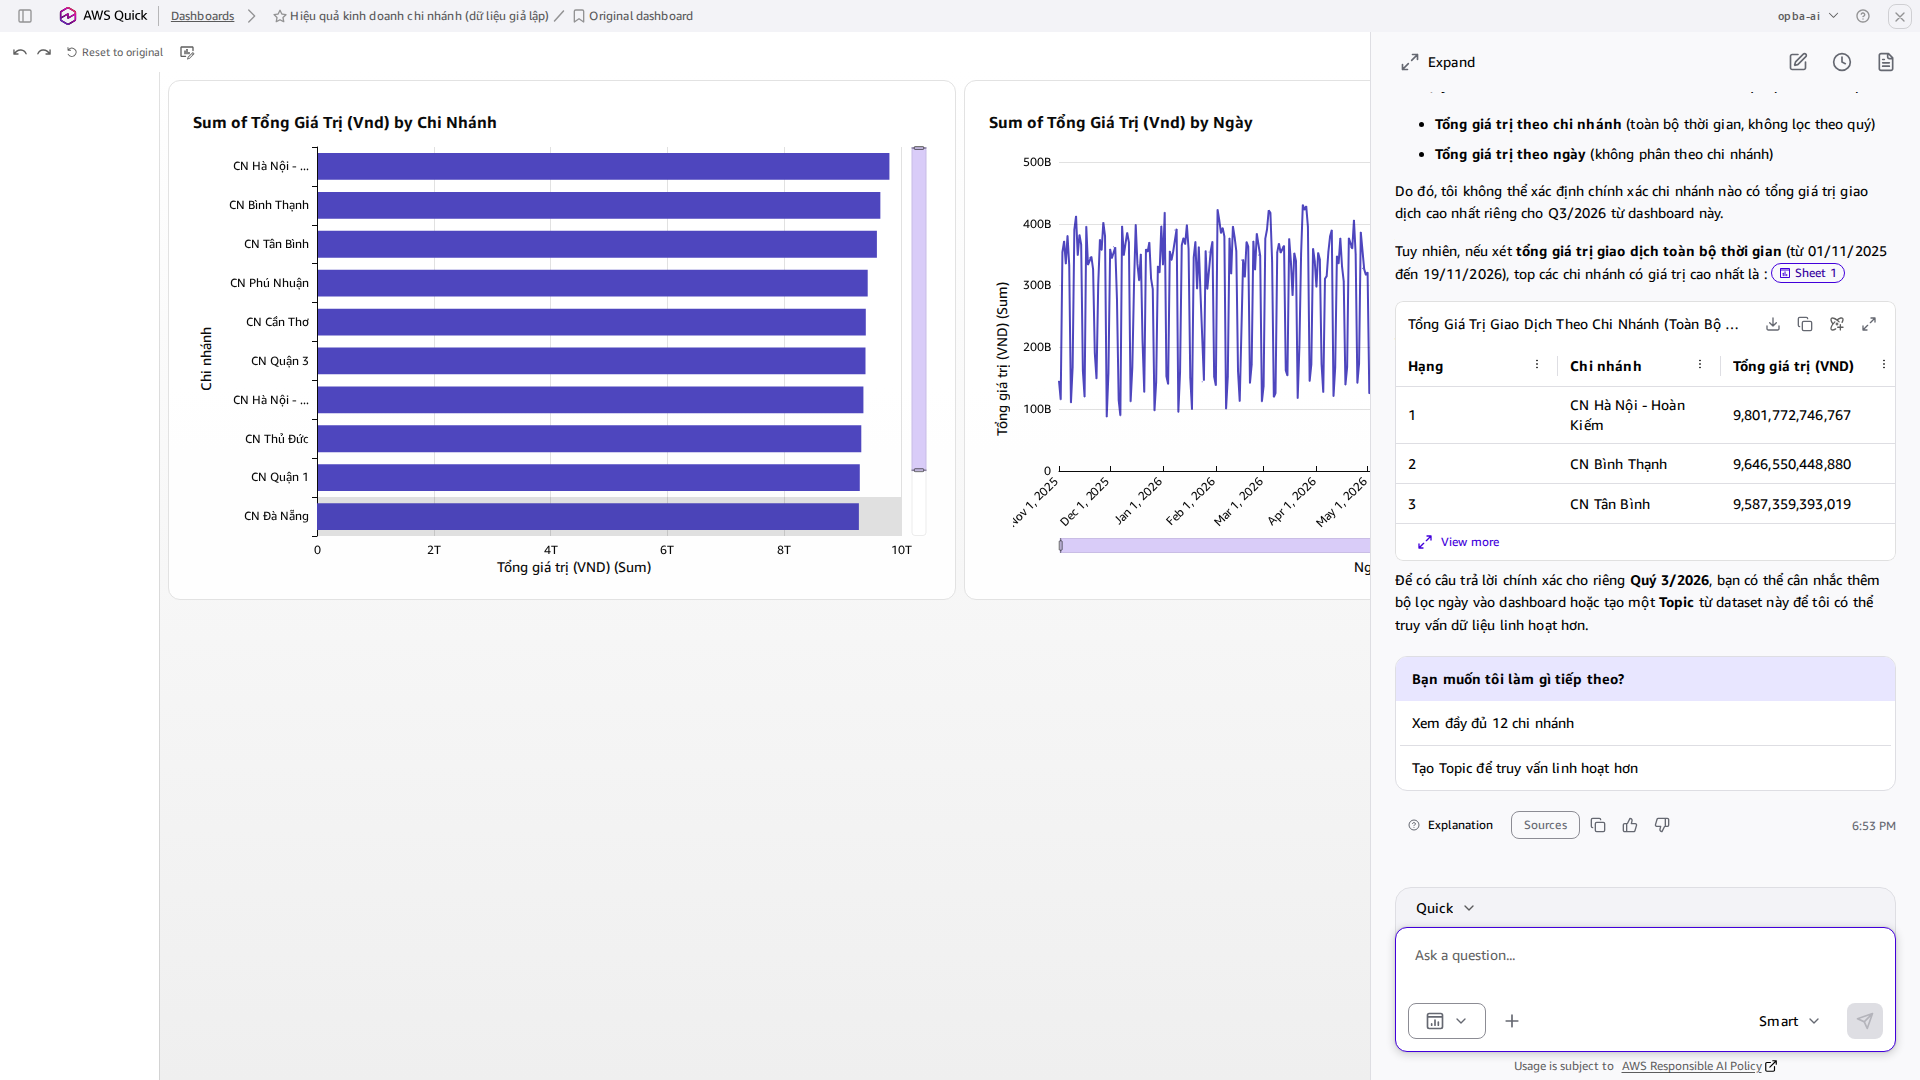 AWS Quick
Dashboards
Hiệu quả kinh doanh chi nhánh (dữ liệu giả lập)
Original dashboard
opba-ai
Reset to original
Sum of Tổng Giá Trị (Vnd) by Chi Nhánh
Chi nhánh
CN Hà Nội - ...
CN Bình Thạnh
CN Tân Bình
CN Phú Nhuận
CN Cần Thơ
CN Quận 3
CN Hà Nội - ...
CN Thủ Đức
CN Quận 1
CN Đà Nẵng
0
2T
4T
6T
8T
10T
Tổng giá trị (VND) (Sum)
Sum of Tổng Giá Trị (Vnd) by Ngày
Tổng giá trị (VND) (Sum)
500B
400B
300B
200B
100B
0
Nov 1, 2025
Dec 1, 2025
Jan 1, 2026
Feb 1, 2026
Mar 1, 2026
Apr 1, 2026
May 1, 2026
Ng
Expand
Tổng giá trị theo chi nhánh (toàn bộ thời gian, không lọc theo quý)
Tổng giá trị theo ngày (không phân theo chi nhánh)
Do đó, tôi không thể xác định chính xác chi nhánh nào có tổng giá trị giao
dịch cao nhất riêng cho Q3/2026 từ dashboard này.
Tuy nhiên, nếu xét tổng giá trị giao dịch toàn bộ thời gian (từ 01/11/2025
đến 19/11/2026), top các chi nhánh có giá trị cao nhất là : Sheet 1
Tổng Giá Trị Giao Dịch Theo Chi Nhánh (Toàn Bộ ...
Hạng
Chi nhánh
Tổng giá trị (VND)
1
CN Hà Nội - Hoàn
Kiếm
9,801,772,746,767
2
CN Bình Thạnh
9,646,550,448,880
3
CN Tân Bình
9,587,359,393,019
View more
Để có câu trả lời chính xác cho riêng Quý 3/2026, bạn có thể cân nhắc thêm
bộ lọc ngày vào dashboard hoặc tạo một Topic từ dataset này để tôi có thể
truy vấn dữ liệu linh hoạt hơn.
Bạn muốn tôi làm gì tiếp theo?
Xem đầy đủ 12 chi nhánh
Tạo Topic để truy vấn linh hoạt hơn
Explanation
Sources
6:53 PM
Quick
Ask a question...
Smart
Usage is subject to AWS Responsible AI Policy